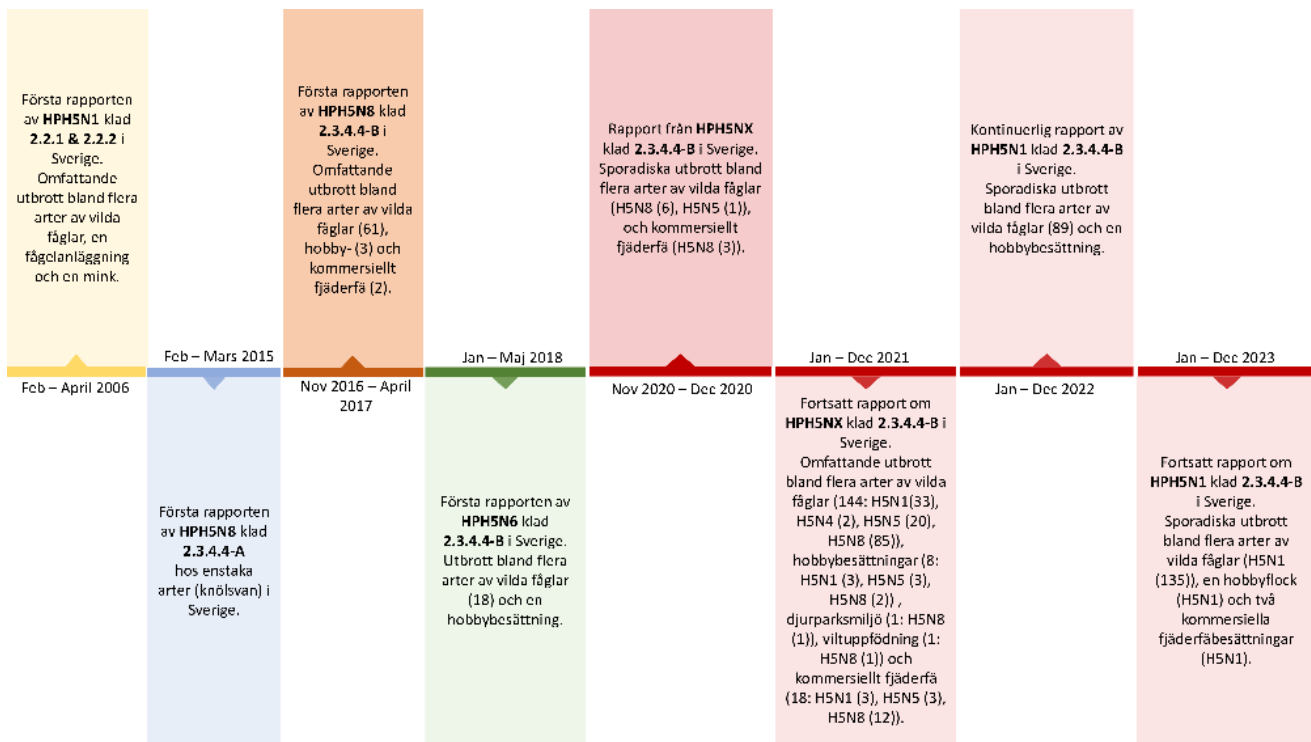 Första rapporten
av HPH5N1 klad
2.2.1 & 2.2.2 i
Sverige.
Omfattande
utbrott bland flera
arter av vilda
fåglar, en
fågelanläggning
och en mink.
Feb – April 2006
Feb – Mars 2015
Första rapporten
av HPH5N8 klad
2.3.4.4-A
hos enstaka
arter (knölsvan) i
Sverige.
Första rapporten
av HPH5N8 klad
2.3.4.4-B i
Sverige.
Omfattande
utbrott bland
flera arter av vilda
fåglar (61),
hobby- (3) och
kommersiellt
fjäderfä (2).
Nov 2016 – April
2017
Jan – Maj 2018
Första rapporten av
HPH5N6 klad
2.3.4.4-B i Sverige.
Utbrott bland flera
arter av vilda fåglar
(18) och en
hobbybesättning.
Rapport från HPH5NX
klad 2.3.4.4-B i Sverige.
Sporadiska utbrott bland
flera arter av vilda fåglar
(H5N8 (6), H5N5 (1)),
och kommersiellt
fjäderfä (H5N8 (3)).
Nov 2020 – Dec 2020
Jan – Dec 2021
Fortsatt rapport om
HPH5NX klad 2.3.4.4-B i
Sverige.
Omfattande utbrott
bland flera arter av vilda
fåglar (144: H5N1(33),
H5N4 (2), H5N5 (20),
H5N8 (85)),
hobbybesättningar (8:
H5N1 (3), H5N5 (3),
H5N8 (2)) ,
djurparksmiljö (1: H5N8
(1)), viltuppfödning (1:
H5N8 (1)) och
kommersiellt fjäderfä
(18: H5N1 (3), H5N5 (3),
H5N8 (12)).
Kontinuerlig rapport av
HPH5N1 klad 2.3.4.4-B
i Sverige.
Sporadiska utbrott
bland flera arter av
vilda fåglar (89) och en
hobbybesättning.
Jan – Dec 2022
Jan – Dec 2023
Fortsatt rapport om
HPH5N1 klad 2.3.4.4-B
i Sverige.
Sporadiska utbrott
bland flera arter av
vilda fåglar (H5N1
(135)), en hobbyflock
(H5N1) och två
kommersiella
fjäderfäbesättningar
(H5N1).